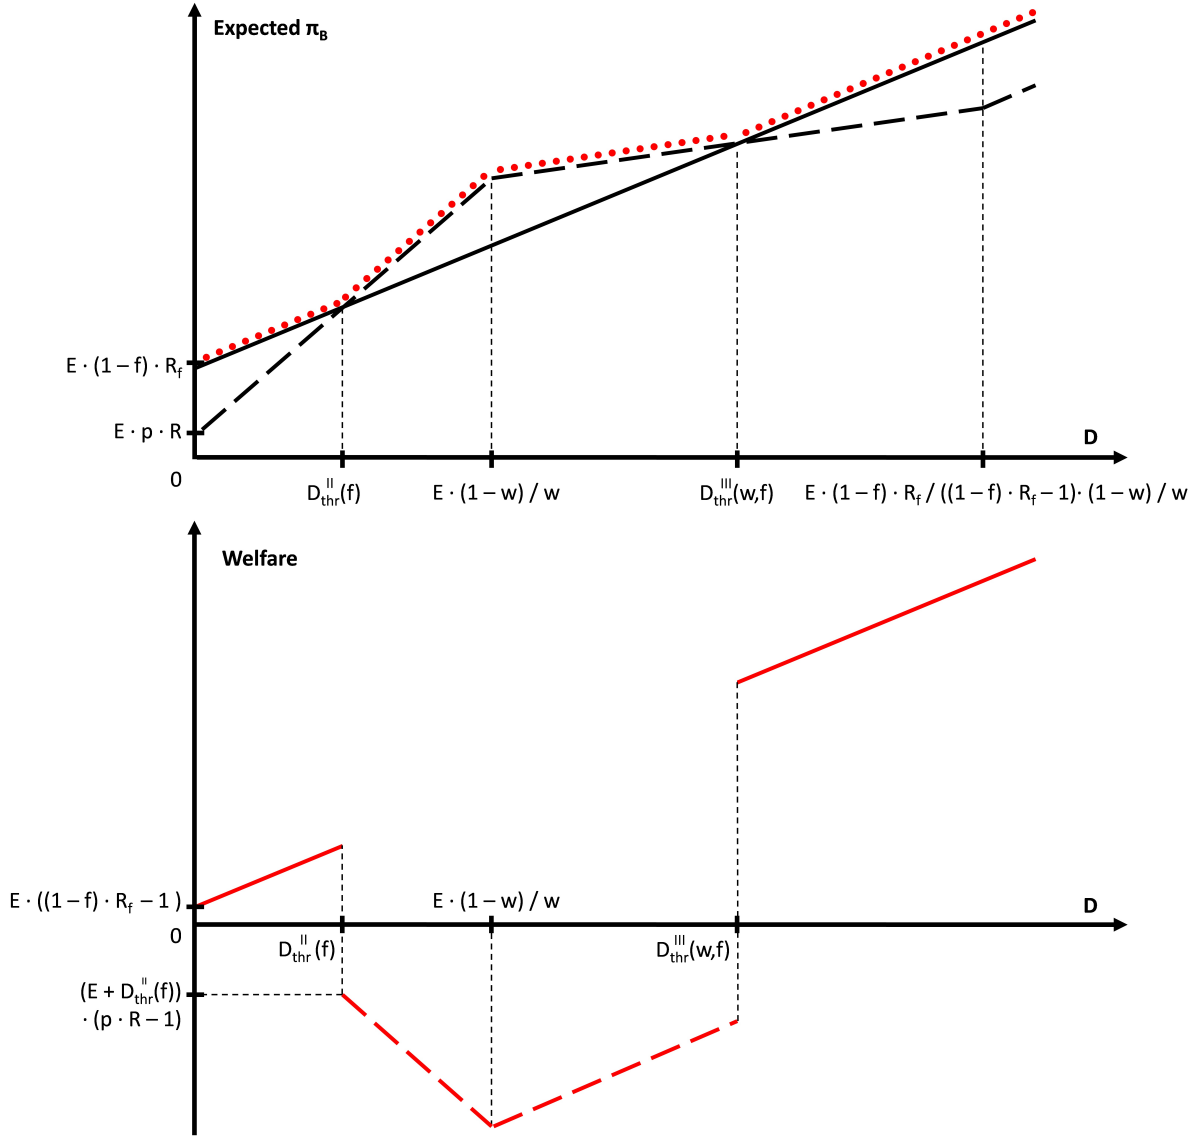 Expected π_B
E · (1 – f) · R_f
E · p · R
0
D
D_thr^II(f)
E · (1 – w) / w
D_thr^III(w,f)
E · (1 – f) · R_f / ((1 – f) · R_f – 1)· (1 – w) / w
Welfare
E · ((1 – f) · R_f – 1 )
E · (1 – w) / w
D
0
D_thr^II (f)
D_thr^III(w,f)
(E + D_thr^II(f))
· (p · R – 1)